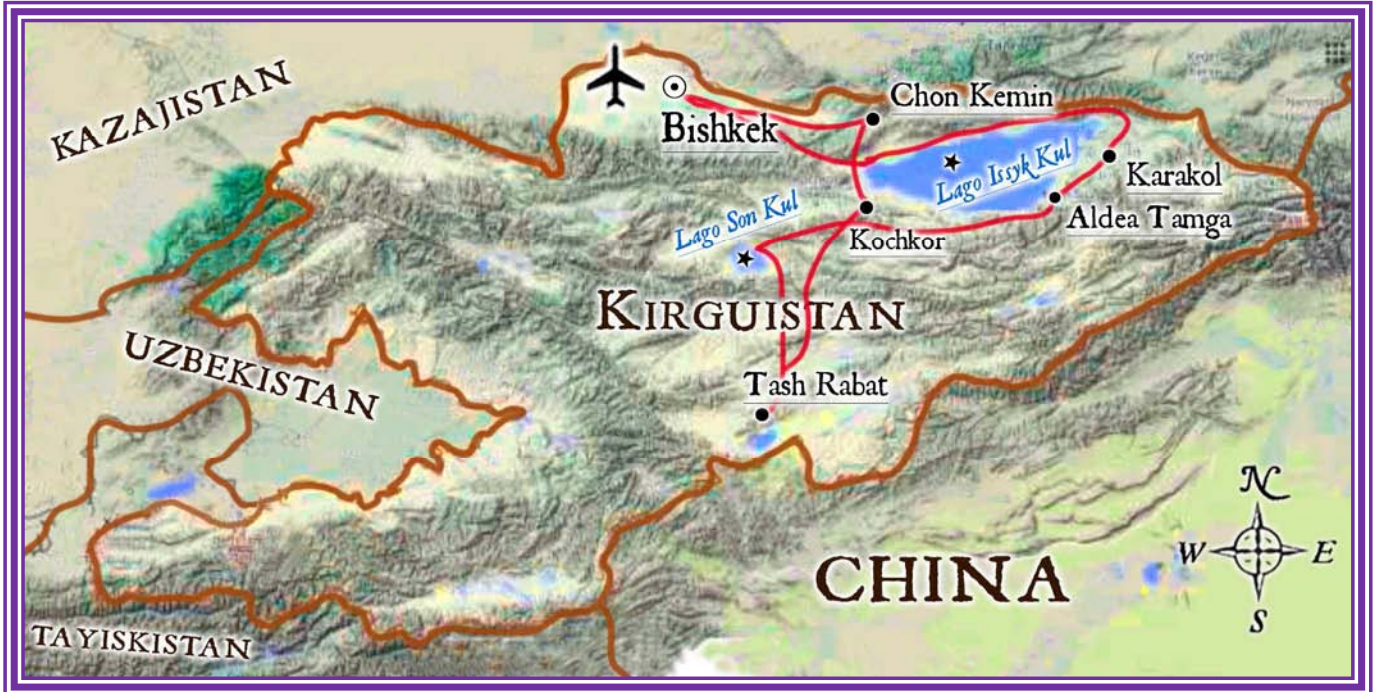 KAZAJISTAN
Bishkek
Chon Kemin
Lago Issyk Kul
Karakol
Aldea Tamga
Lago Son Kul
Kochkor
KIRGUISTAN
UZBEKISTAN
Tash Rabat
CHINA
TAYISKISTAN
N
W E
S